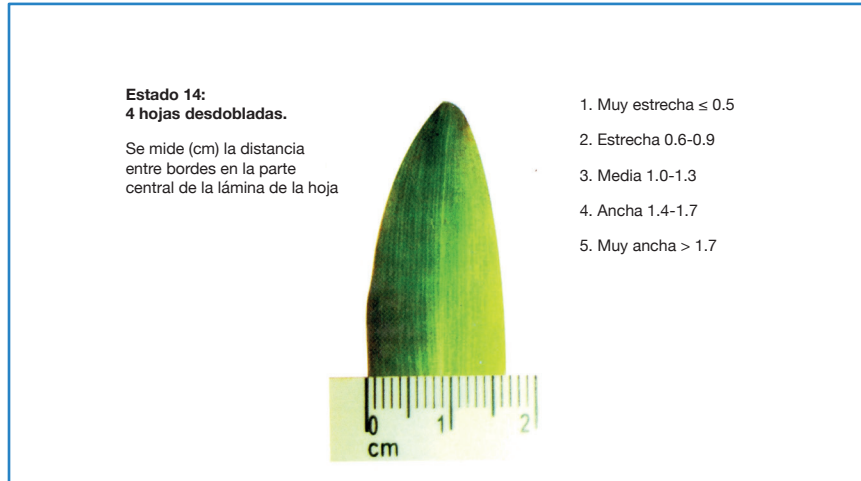 Estado 14:
4 hojas desdobladas.
Se mide (cm) la distancia
entre bordes en la parte
central de la lámina de la hoja
1. Muy estrecha ≤ 0.5
2. Estrecha 0.6-0.9
3. Media 1.0-1.3
4. Ancha 1.4-1.7
5. Muy ancha > 1.7
0 1 2
cm